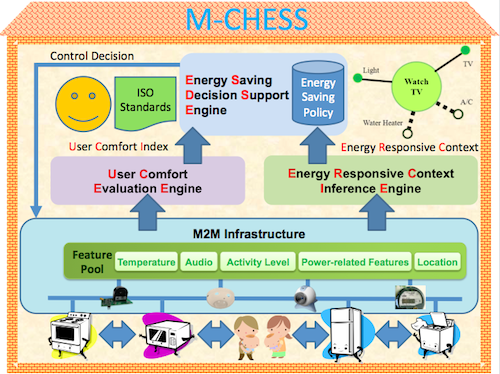 M-CHESS
Control Decision
ISO
Standards
Energy Saving
Decision Support
Engine
Energy
Saving
Policy
Light
Watch
TV
TV
A/C
Water Heater
User Comfort Index
Energy Responsive Context
User Comfort
Evaluation Engine
Energy Responsive Context
Inference Engine
M2M Infrastructure
Feature
Pool
Temperature
Audio
Activity Level
Power-related Features
Location